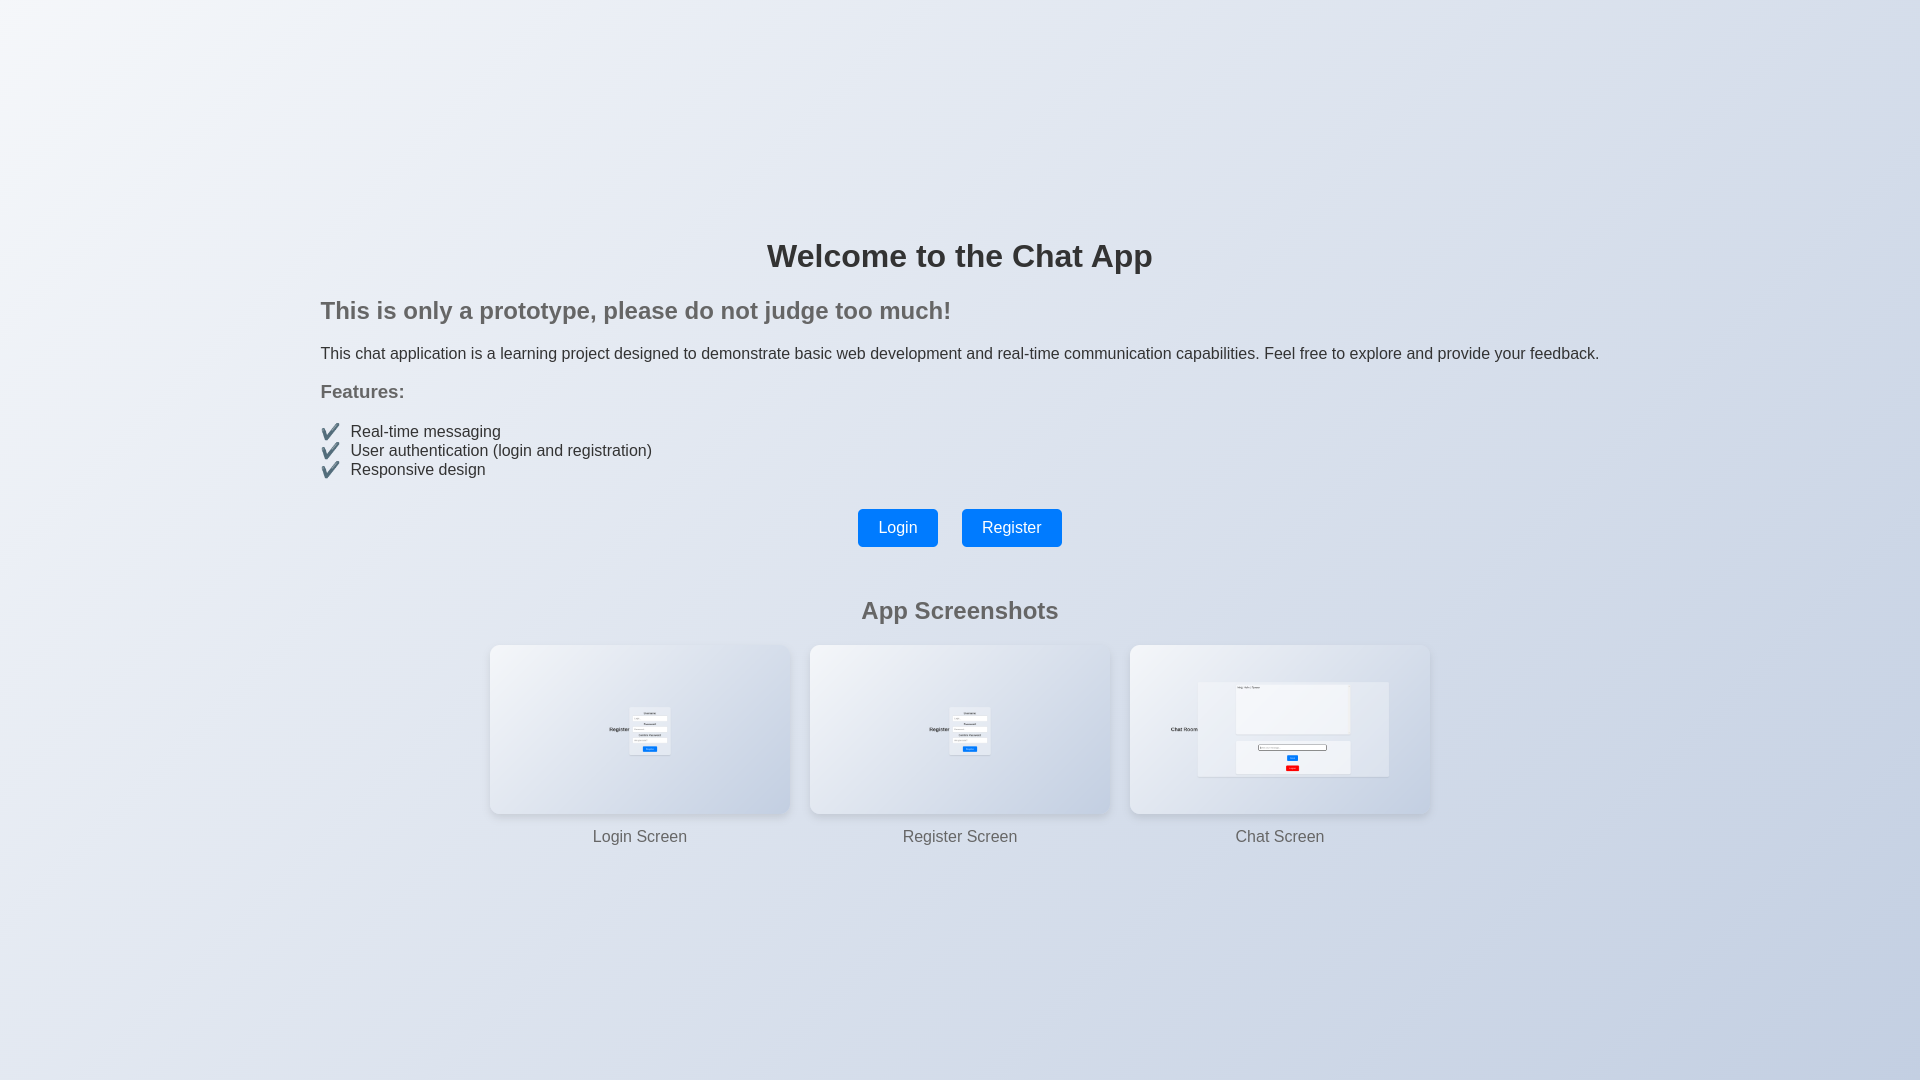 Welcome to the Chat App
This is only a prototype, please do not judge too much!
This chat application is a learning project designed to demonstrate basic web development and real-time communication capabilities. Feel free to explore and provide your feedback.
Features:
✔ Real-time messaging
✔ User authentication (login and registration)
✔ Responsive design
Login Register
App Screenshots
Register
Register
Chat Room
Login Screen
Register Screen
Chat Screen